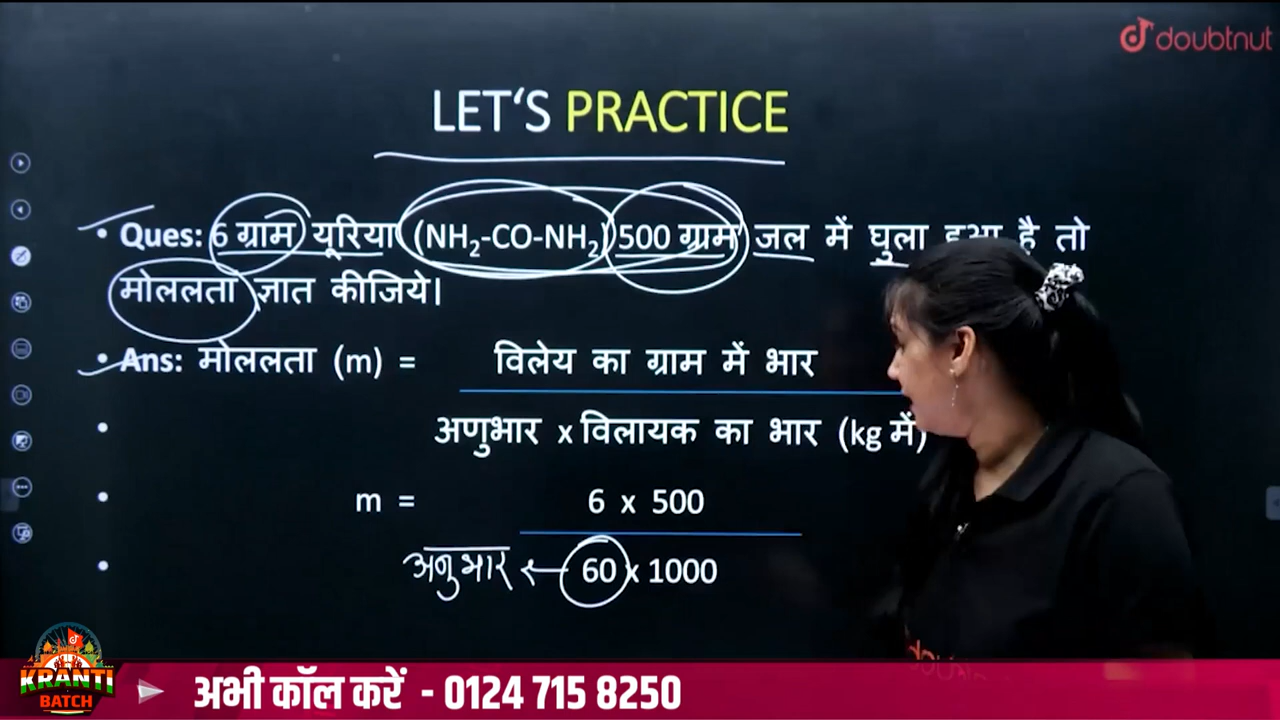 doubtnut
LET‘S PRACTICE
• Ques: 6 ग्राम यूरिया (NH₂-CO-NH₂) 500 ग्राम जल में घुला हुआ है तो
मोललता ज्ञात कीजिये।
• Ans: मोललता (m) = विलेय का ग्राम में भार
• अणुभार x विलायक का भार (kg में)
• m = 6 x 500
• अनुभार ← 60 x 1000
KRANTI
BATCH
अभी कॉल करें - 0124 715 8250